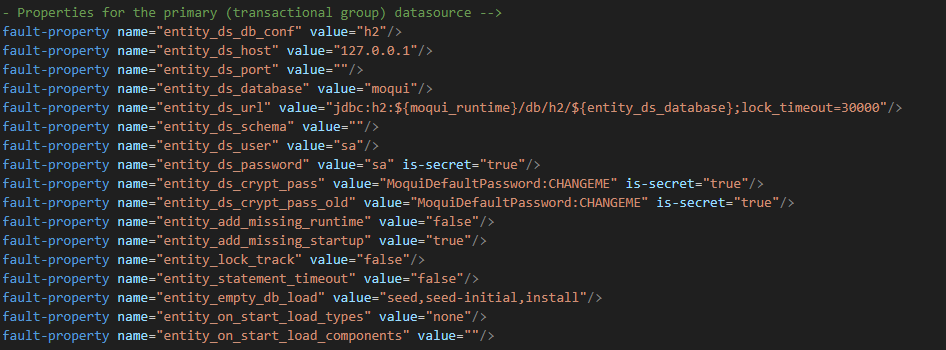 - Properties for the primary (transactional group) datasource -->
fault-property name="entity_ds_db_conf" value="h2"/>
fault-property name="entity_ds_host" value="127.0.0.1"/>
fault-property name="entity_ds_port" value=""/>
fault-property name="entity_ds_database" value="moqui"/>
fault-property name="entity_ds_url" value="jdbc:h2:${moqui_runtime}/db/h2/${entity_ds_database};lock_timeout=30000"/>
fault-property name="entity_ds_schema" value=""/>
fault-property name="entity_ds_user" value="sa"/>
fault-property name="entity_ds_password" value="sa" is-secret="true"/>
fault-property name="entity_ds_crypt_pass" value="MoquiDefaultPassword:CHANGEME" is-secret="true"/>
fault-property name="entity_ds_crypt_pass_old" value="MoquiDefaultPassword:CHANGEME" is-secret="true"/>
fault-property name="entity_add_missing_runtime" value="false"/>
fault-property name="entity_add_missing_startup" value="true"/>
fault-property name="entity_lock_track" value="false"/>
fault-property name="entity_statement_timeout" value="false"/>
fault-property name="entity_empty_db_load" value="seed,seed-initial,install"/>
fault-property name="entity_on_start_load_types" value="none"/>
fault-property name="entity_on_start_load_components" value=""/>